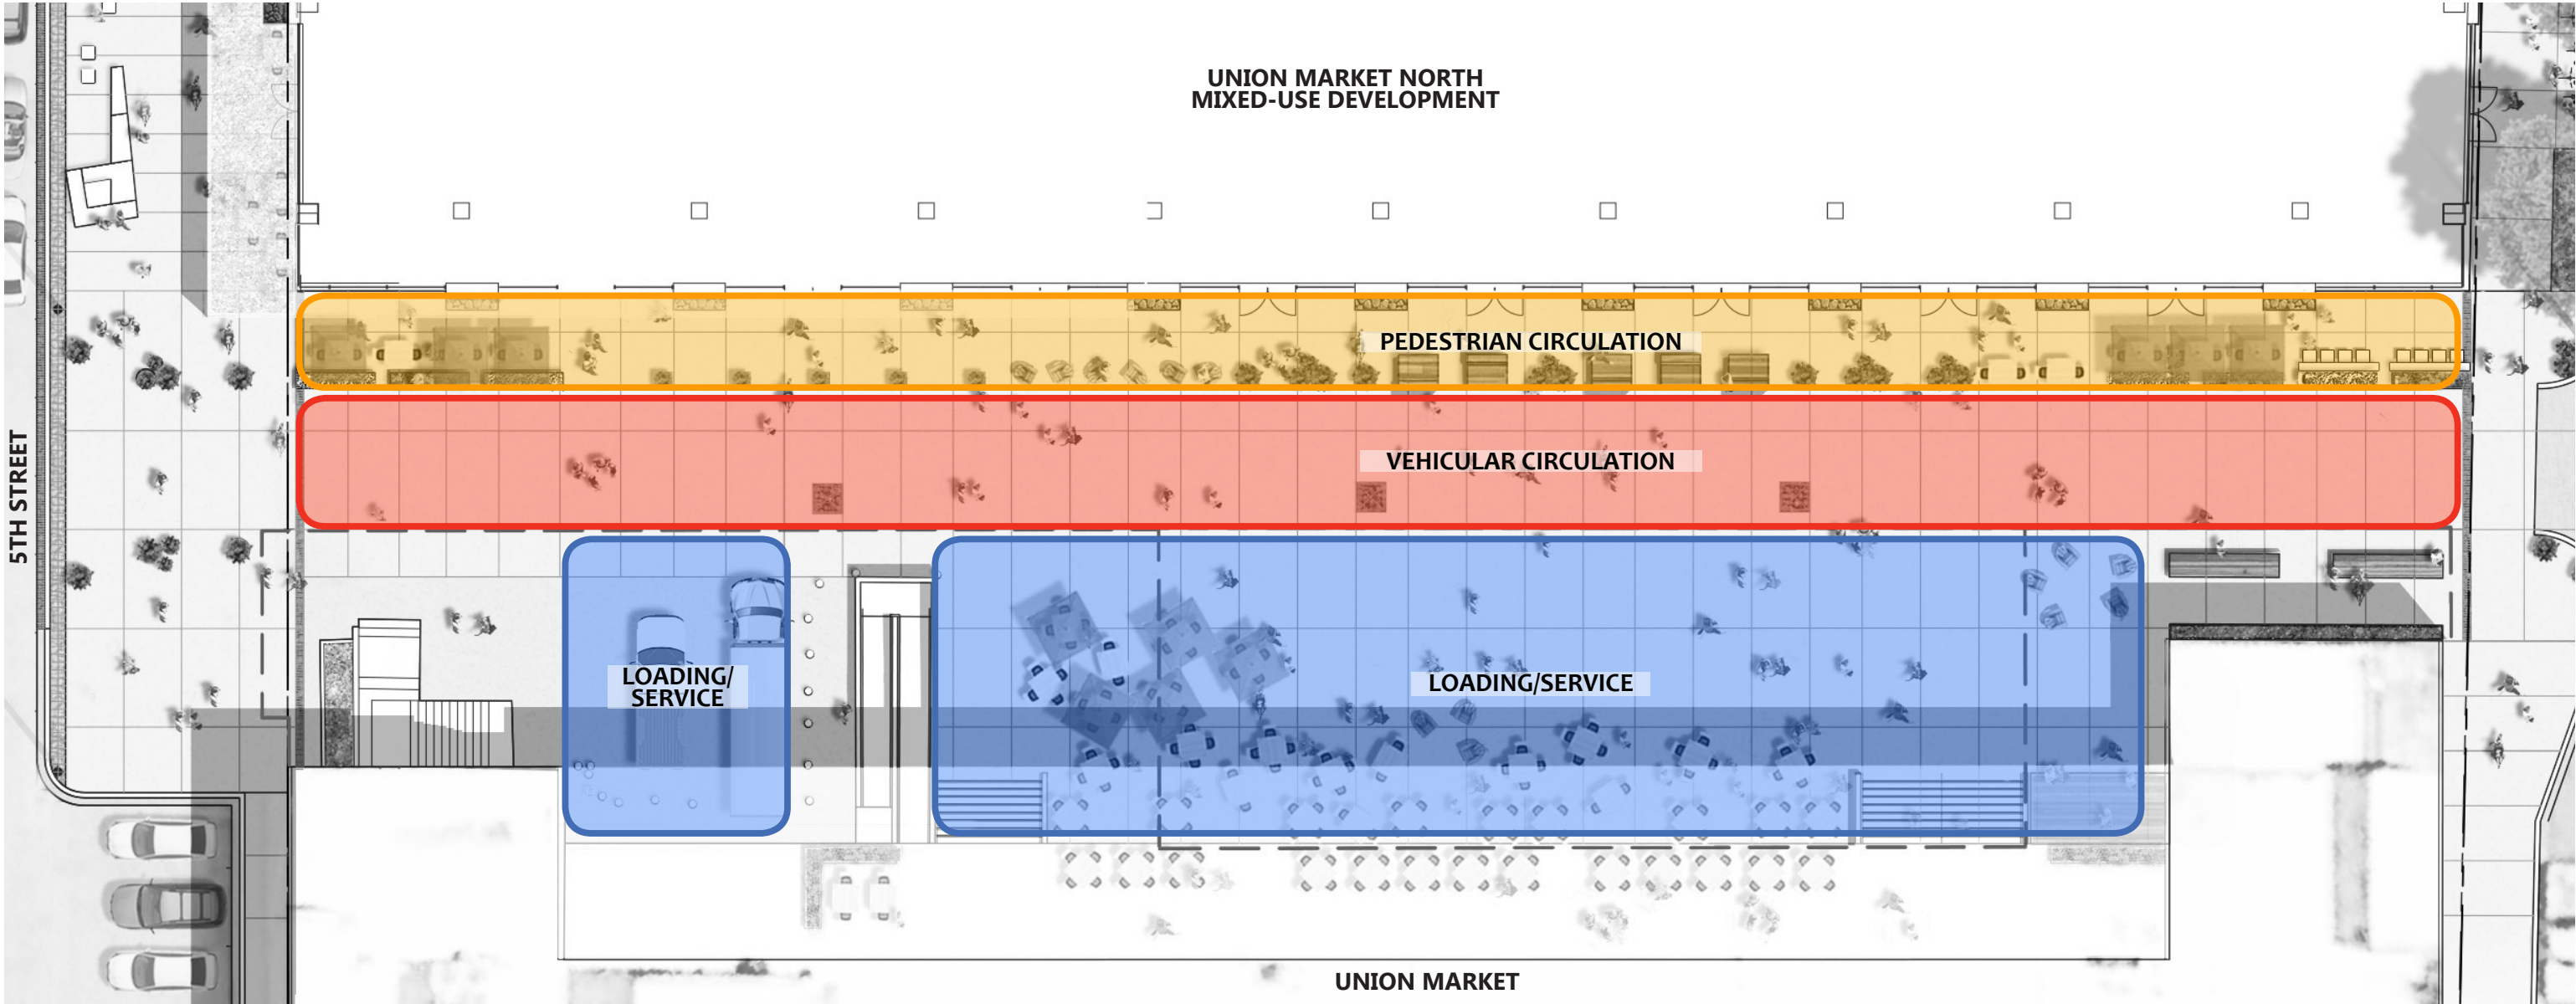 UNION MARKET NORTH
MIXED-USE DEVELOPMENT
PEDESTRIAN CIRCULATION
VEHICULAR CIRCULATION
5TH STREET
LOADING/
SERVICE
LOADING/SERVICE
UNION MARKET